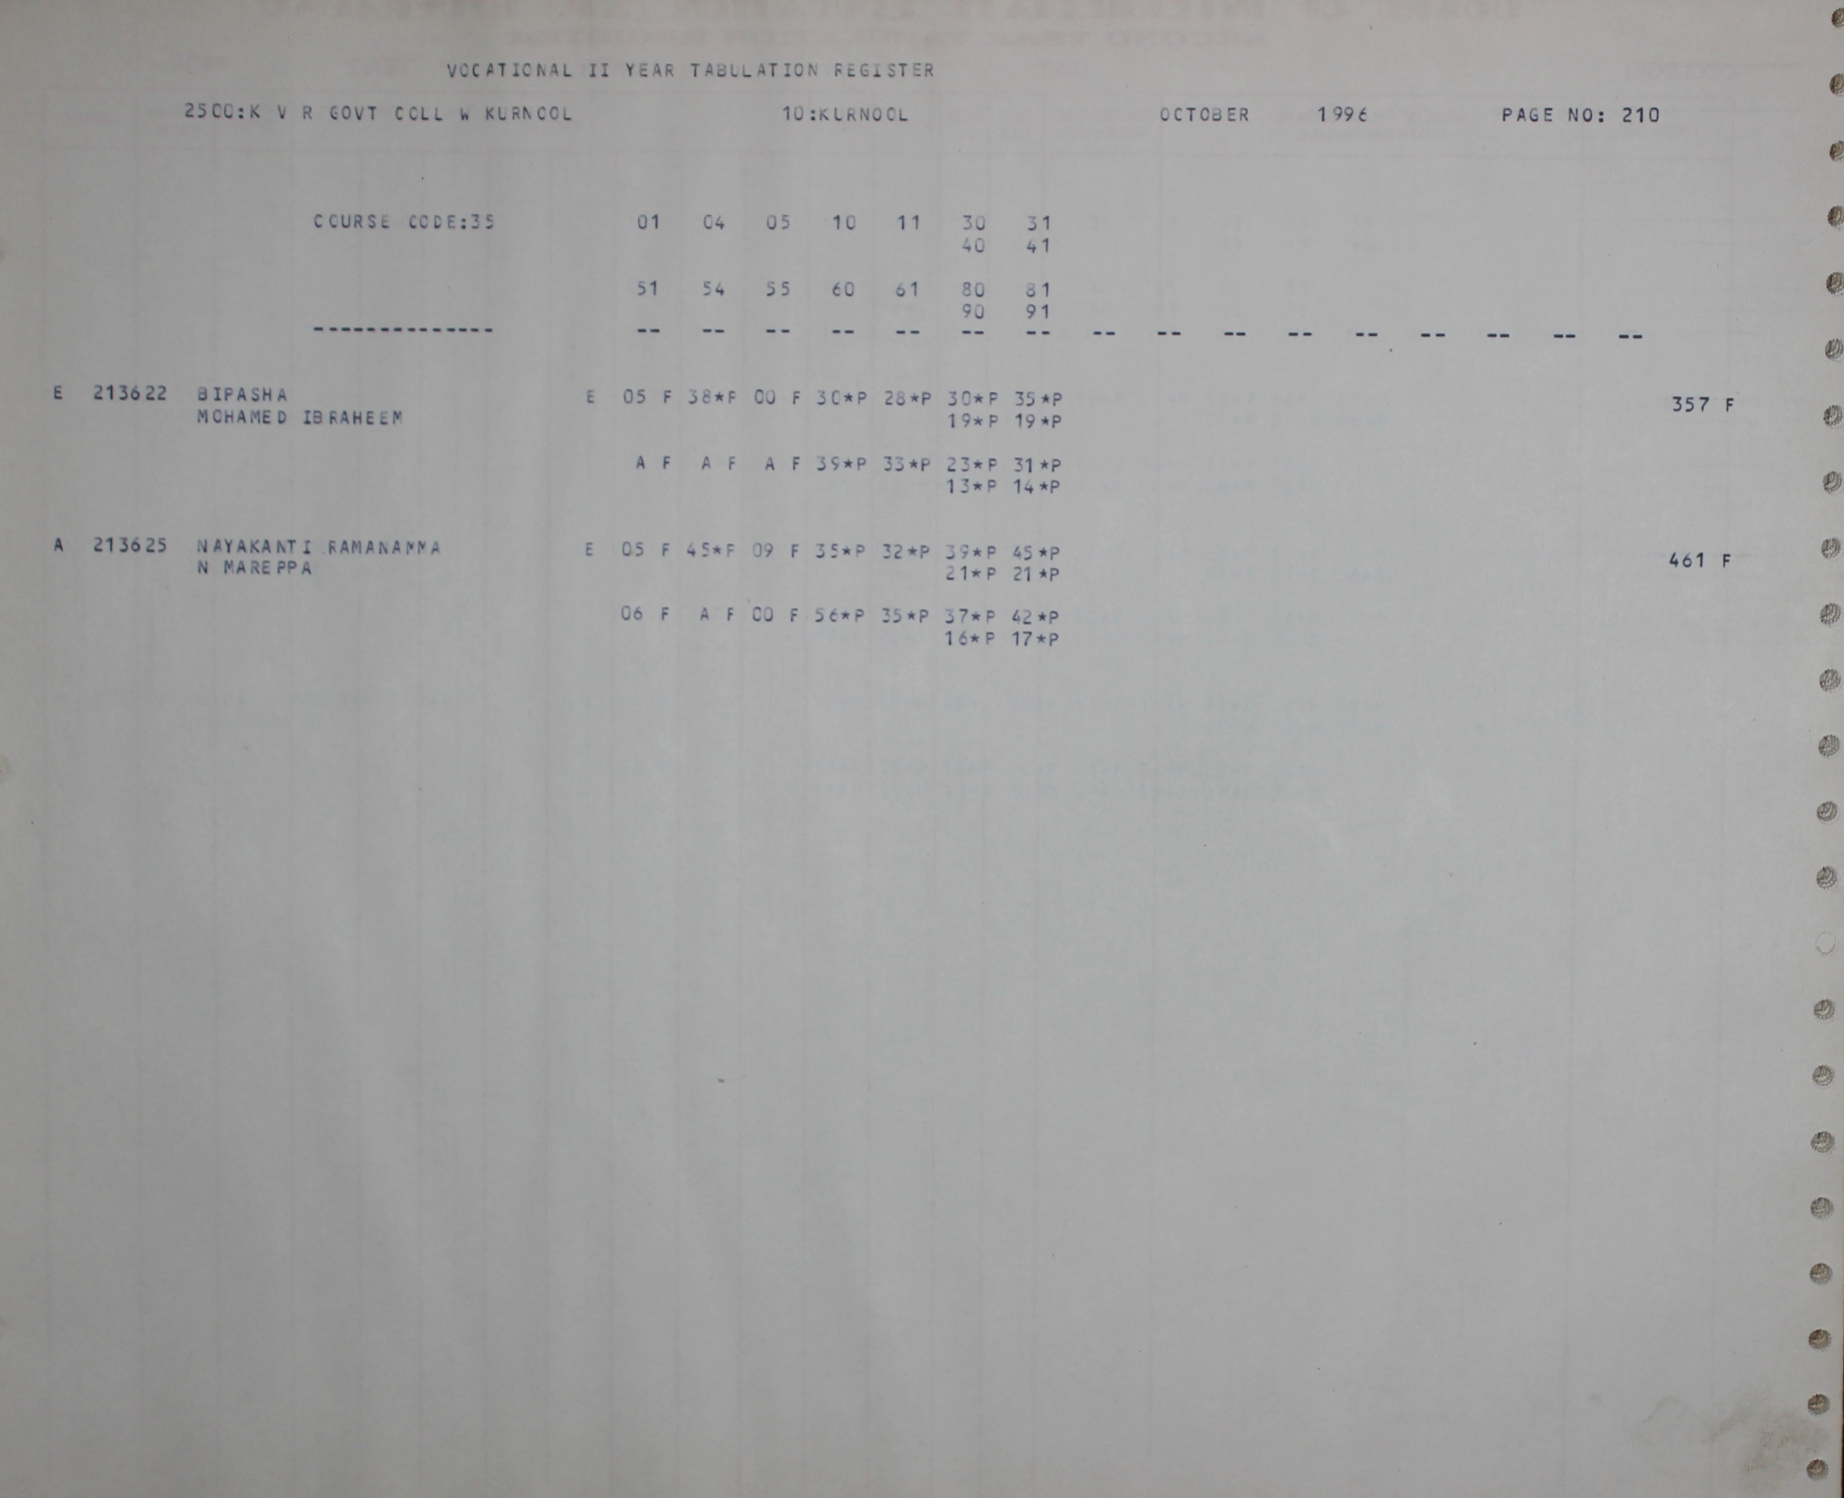 VOCATIONAL II YEAR TABULATION REGISTER
2500:K V R GOVT COLL W KURNOOL 10:KURNOOL OCTOBER 1996 PAGE NO: 210
COURSE CODE:35 01 04 05 10 11 30 31
40 41
51 54 55 60 61 80 81
90 91
-------------- -- -- -- -- -- -- -- -- -- -- -- -- -- -- -- --
E 213622 BIPASHA E 05 F 38*F 00 F 30*P 28*P 30*P 35*P 357 F
MOHAMED IBRAHEEM 19*P 19*P
A F A F A F 39*P 33*P 23*P 31*P
13*P 14*P
A 213625 NAYAKANTI RAMANAMMA E 05 F 45*F 09 F 35*P 32*P 39*P 45*P 461 F
N MAREPPA 21*P 21*P
06 F A F 00 F 56*P 35*P 37*P 42*P
16*P 17*P